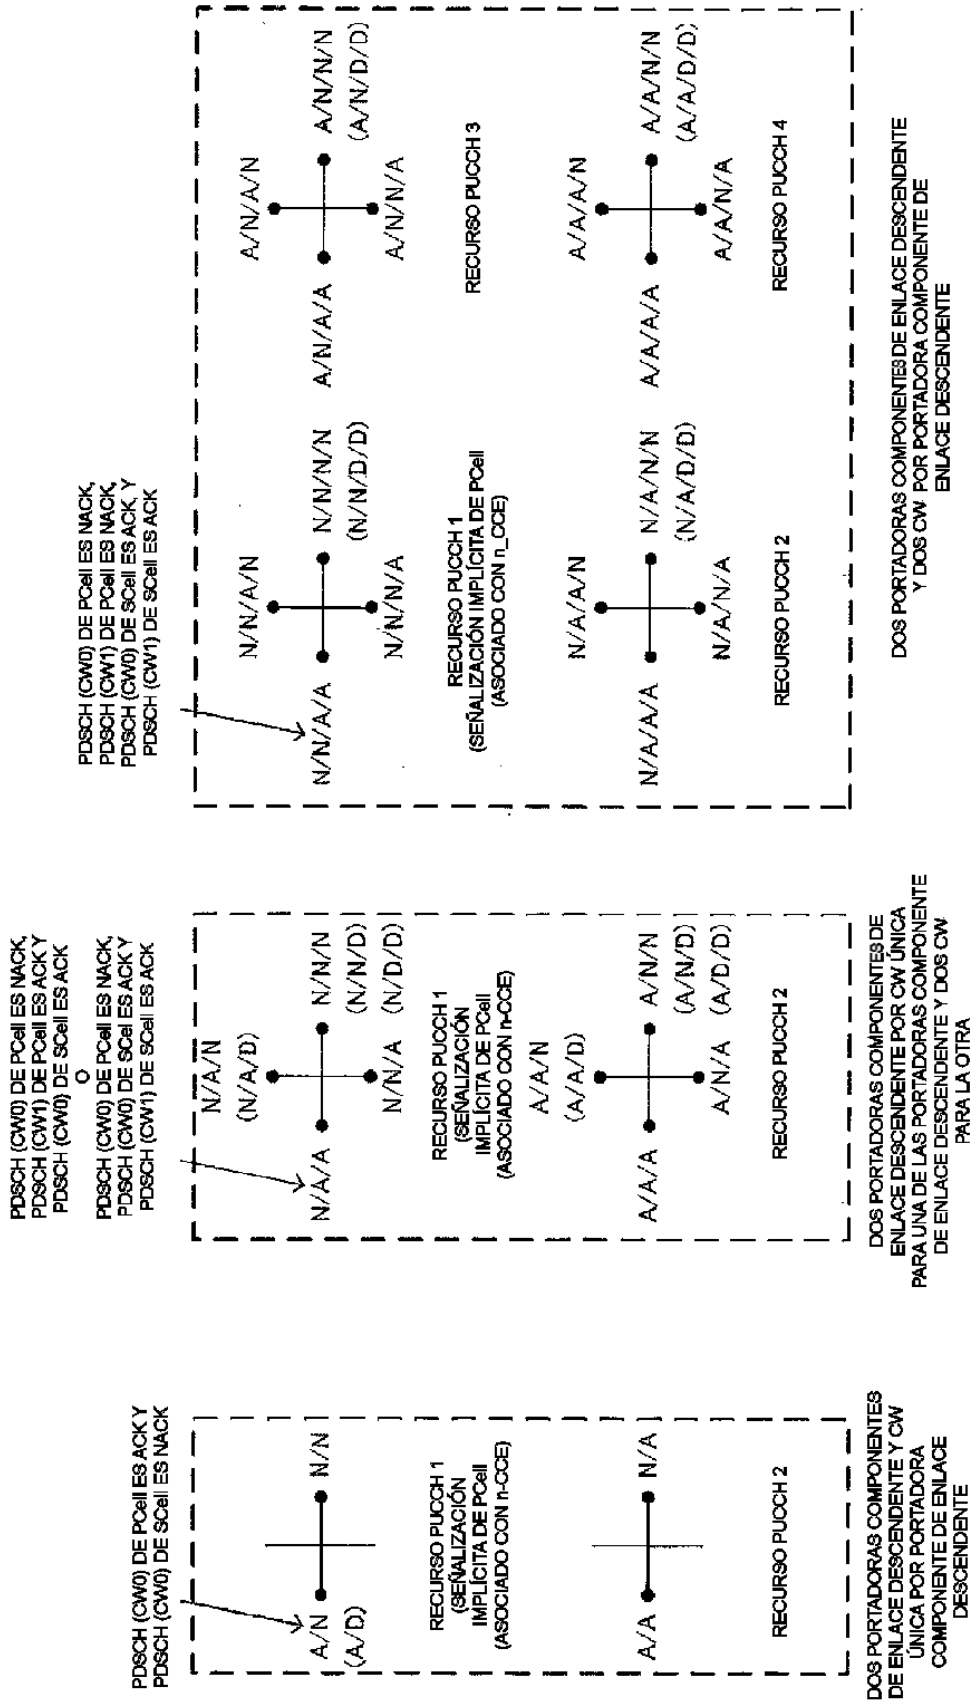 PDSCH (CW0) DE PCell ES ACK Y
PDSCH (CW0) DE SCell ES NACK
A/N
(A/D)
N/N
RECURSO PUCCH 1
(SEÑALIZACIÓN
IMPLÍCITA DE PCell
(ASOCIADO CON n-CCE)
A/A
N/A
RECURSO PUCCH 2
DOS PORTADORAS COMPONENTES
DE ENLACE DESCENDENTE Y CW
ÚNICA POR PORTADORA
COMPONENTE DE ENLACE
DESCENDENTE
PDSCH (CW0) DE PCell ES NACK,
PDSCH (CW1) DE PCell ES ACK Y
PDSCH (CW0) DE SCell ES ACK
O
PDSCH (CW0) DE PCell ES NACK,
PDSCH (CW0) DE SCel ES ACK Y
PDSCH (CW1) DE SCell ES ACK
N/A/N
(N/A/D)
N/A/A
N/N/N
(N/N/D)
N/N/A
(N/D/D)
RECURSO PUCCH 1
(SEÑALIZACIÓN
IMPLÍCITA DE PCell
(ASOCIADO CON n-CCE)
A/A/N
(A/A/D)
A/A/A
A/N/N
(A/N/D)
A/N/A
(A/D/D)
RECURSO PUCCH 2
DOS PORTADORAS COMPONENTES DE
ENLACE DESCENDENTE POR CW ÚNICA
PARA UNA DE LAS PORTADORAS COMPONENTE
DE ENLACE DESCENDENTE Y DOS CW
PARA LA OTRA
PDSCH (CW0) DE PCell ES NACK,
PDSCH (CW1) DE PCell ES NACK,
PDSCH (CW0) DE SCell ES ACK, Y
PDSCH (CW1) DE SCell ES ACK
N/N/A/N
N/N/A/A
N/N/N/N
(N/N/D/D)
N/N/N/A
RECURSO PUCCH 1
(SEÑALIZACIÓN IMPLÍCITA DE PCell
(ASOCIADO CON n_CCE)
A/N/A/N
A/N/A/A
A/N/N/N
(A/N/D/D)
A/N/N/A
RECURSO PUCCH 3
N/A/A/N
N/A/A/A
N/A/N/N
(N/A/D/D)
N/A/N/A
RECURSO PUCCH 2
A/A/A/N
A/A/A/A
A/A/N/N
(A/A/D/D)
A/A/N/A
RECURSO PUCCH 4
DOS PORTADORAS COMPONENTES DE ENLACE DESCENDENTE
Y DOS CW POR PORTADORA COMPONENTE DE
ENLACE DESCENDENTE